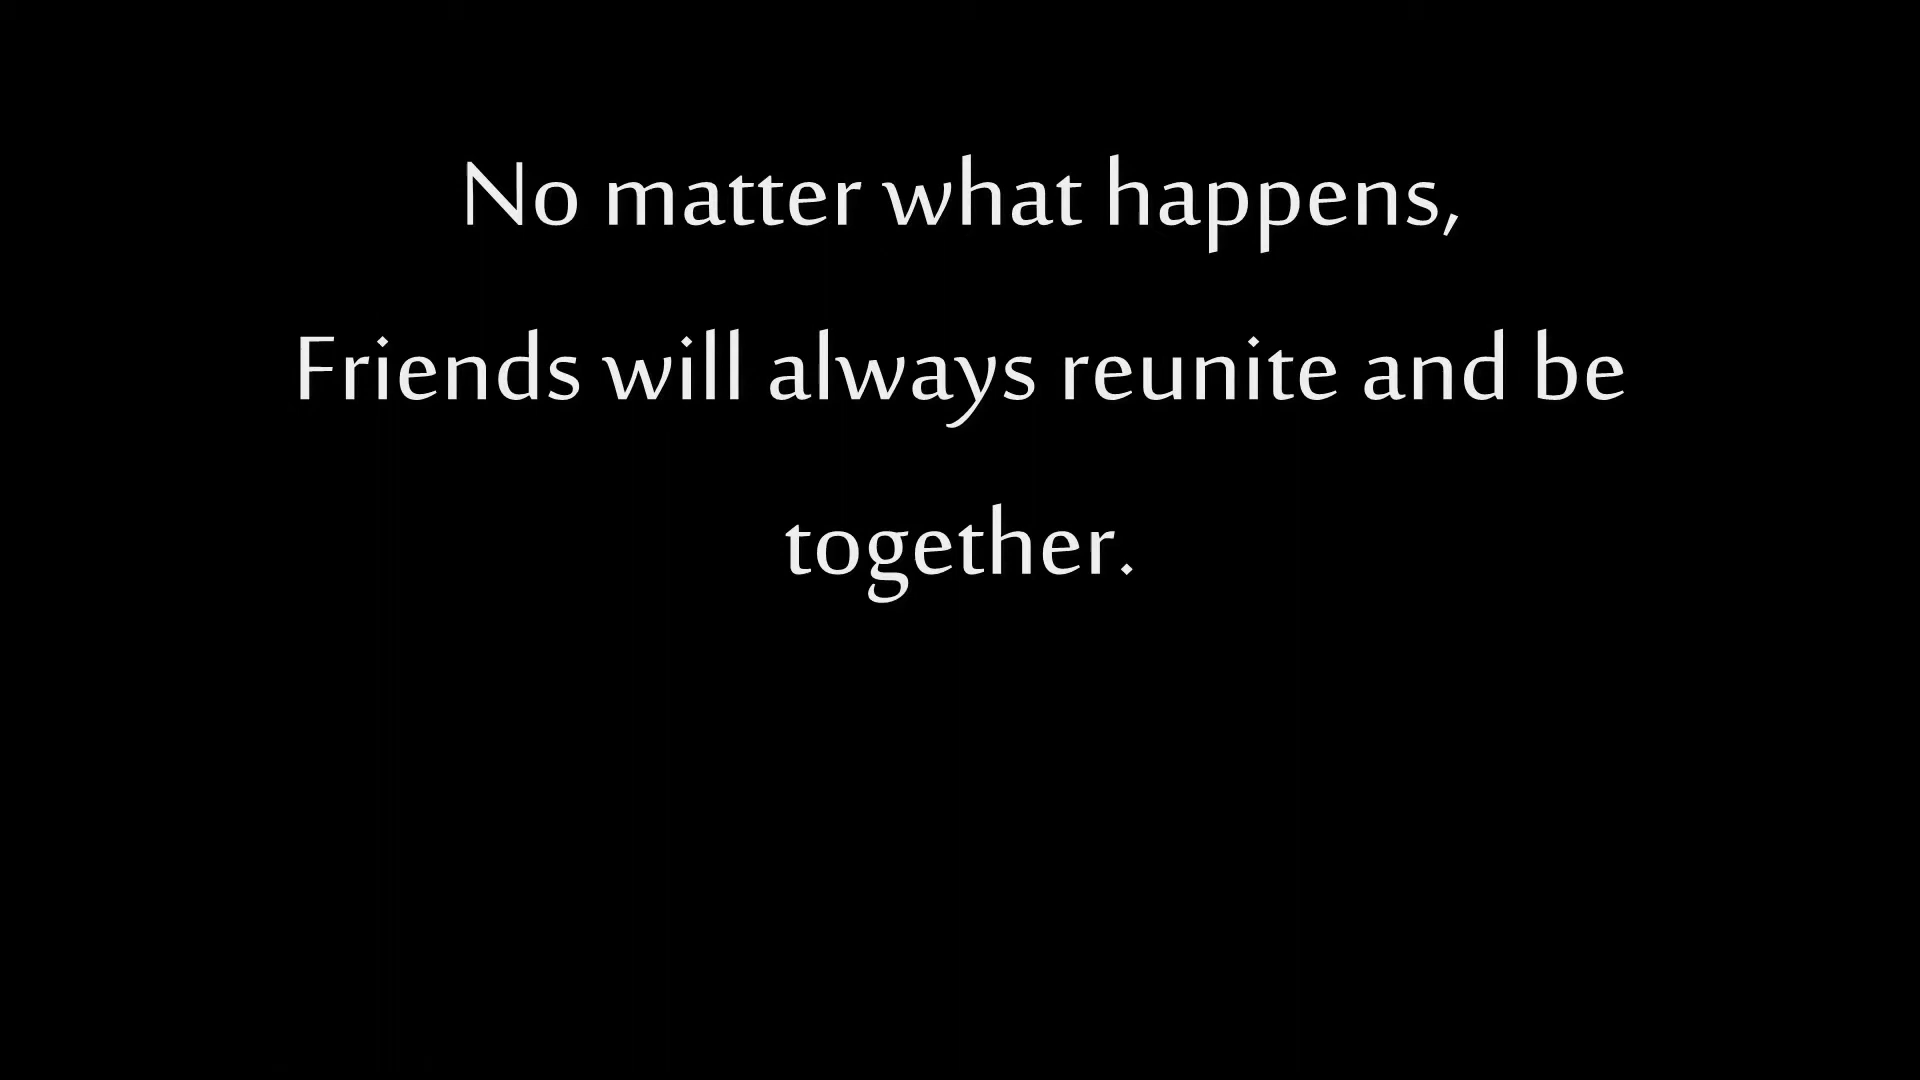 No matter what happens,
Friends will always reunite and be
together.